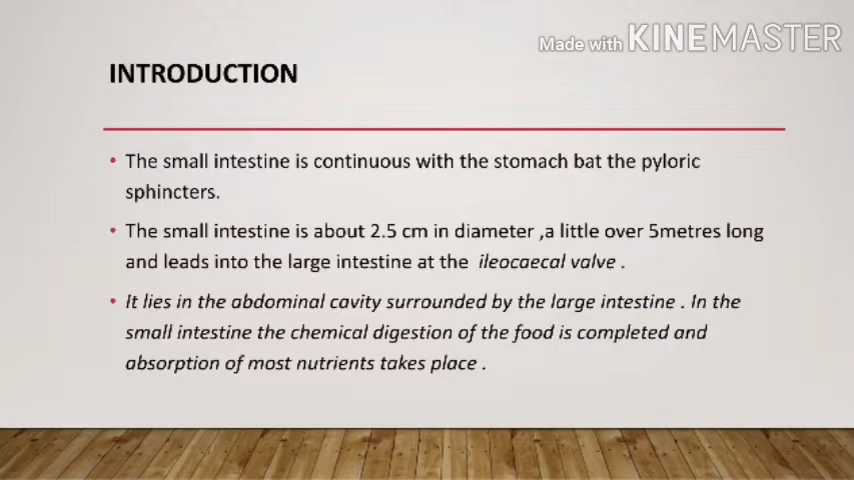 Made with KINEMASTER
INTRODUCTION
• The small intestine is continuous with the stomach bat the pyloric
sphincters.
• The small intestine is about 2.5 cm in diameter ,a little over 5metres long
and leads into the large intestine at the ileocaecal valve .
• It lies in the abdominal cavity surrounded by the large intestine . In the
small intestine the chemical digestion of the food is completed and
absorption of most nutrients takes place .